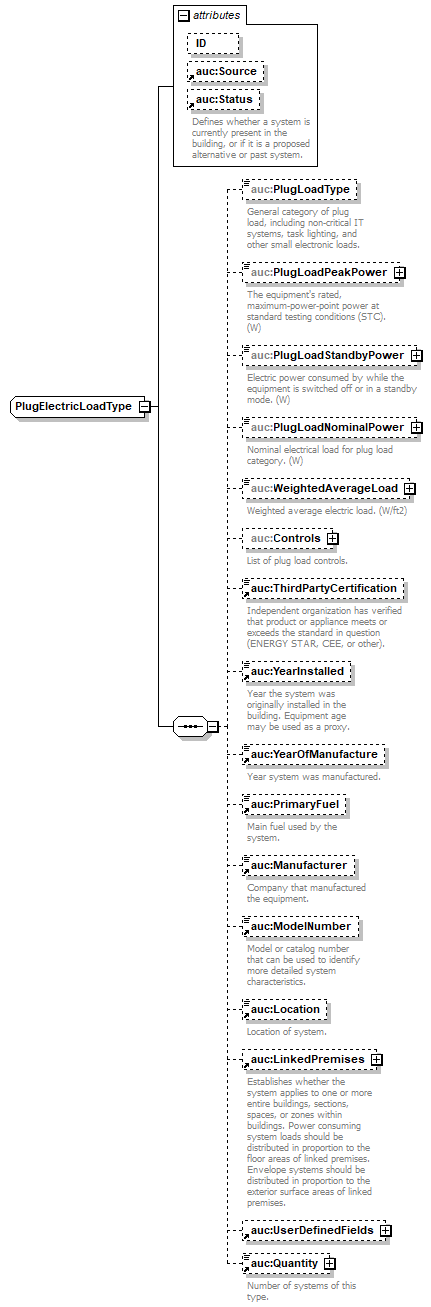 attributes
ID
auc:Source
auc:Status
Defines whether a system is
currently present in the
building, or if it is a proposed
alternative or past system.
auc:PlugLoadType
General category of plug
load, including non-critical IT
systems, task lighting, and
other small electronic loads.
auc:PlugLoadPeakPower
The equipment's rated,
maximum-power-point power at
standard testing conditions (STC).
(W)
auc:PlugLoadStandbyPower
Electric power consumed by while the
equipment is switched off or in a standby
mode. (W)
PlugElectricLoadType
auc:PlugLoadNominalPower
Nominal electrical load for plug load
category. (W)
auc:WeightedAverageLoad
Weighted average electric load. (W/ft2)
auc:Controls
List of plug load controls.
auc:ThirdPartyCertification
Independent organization has verified
that product or appliance meets or
exceeds the standard in question
(ENERGY STAR, CEE, or other).
auc:YearInstalled
Year the system was
originally installed in the
building. Equipment age
may be used as a proxy.
auc:YearOfManufacture
Year system was manufactured.
auc:PrimaryFuel
Main fuel used by the
system.
auc:Manufacturer
Company that manufactured
the equipment.
auc:ModelNumber
Model or catalog number
that can be used to identify
more detailed system
characteristics.
auc:Location
Location of system.
auc:LinkedPremises
Establishes whether the
system applies to one or more
entire buildings, sections,
spaces, or zones within
buildings. Power consuming
system loads should be
distributed in proportion to the
floor areas of linked premises.
Envelope systems should be
distributed in proportion to the
exterior surface areas of linked
premises.
auc:UserDefinedFields
auc:Quantity
Number of systems of this
type.